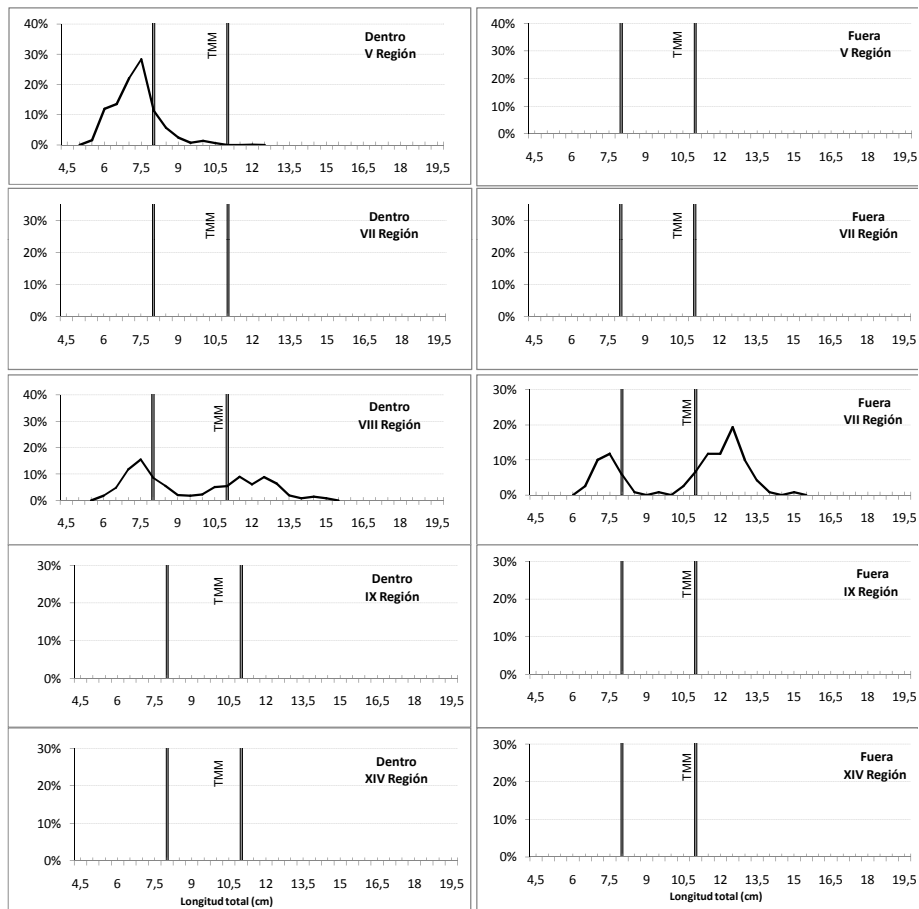 40%
30%
20%
10%
0%
TMM
Dentro
V Región
4,5 6 7,5 9 10,5 12 13,5 15 16,5 18 19,5
40%
30%
20%
10%
0%
TMM
Fuera
V Región
4,5 6 7,5 9 10,5 12 13,5 15 16,5 18 19,5
30%
20%
10%
0%
TMM
Dentro
VII Región
4,5 6 7,5 9 10,5 12 13,5 15 16,5 18 19,5
30%
20%
10%
0%
TMM
Fuera
VII Región
4,5 6 7,5 9 10,5 12 13,5 15 16,5 18 19,5
40%
30%
20%
10%
0%
TMM
Dentro
VIII Región
4,5 6 7,5 9 10,5 12 13,5 15 16,5 18 19,5
30%
20%
10%
0%
TMM
Fuera
VII Región
4,5 6 7,5 9 10,5 12 13,5 15 16,5 18 19,5
30%
20%
10%
0%
TMM
Dentro
IX Región
4,5 6 7,5 9 10,5 12 13,5 15 16,5 18 19,5
30%
20%
10%
0%
TMM
Fuera
IX Región
4,5 6 7,5 9 10,5 12 13,5 15 16,5 18 19,5
30%
20%
10%
0%
TMM
Dentro
XIV Región
4,5 6 7,5 9 10,5 12 13,5 15 16,5 18 19,5
Longitud total (cm)
30%
20%
10%
0%
TMM
Fuera
XIV Región
4,5 6 7,5 9 10,5 12 13,5 15 16,5 18 19,5
Longitud total (cm)